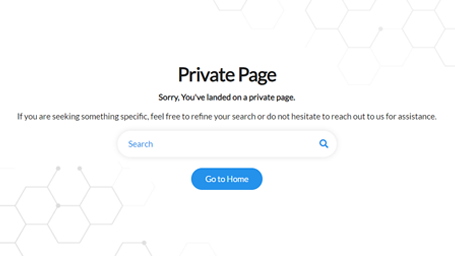 Private Page
Sorry, You've landed on a private page.
If you are seeking something specific, feel free to refine your search or do not hesitate to reach out to us for assistance.
Search
Go to Home